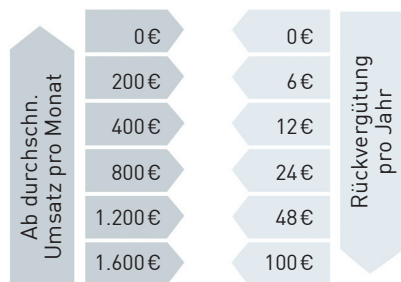 Ab durchschn.
Umsatz pro Monat
0 € 0 €
200 € 6 €
400 € 12 €
800 € 24 €
1.200 € 48 €
1.600 € 100 €
Rückvergütung
pro Jahr